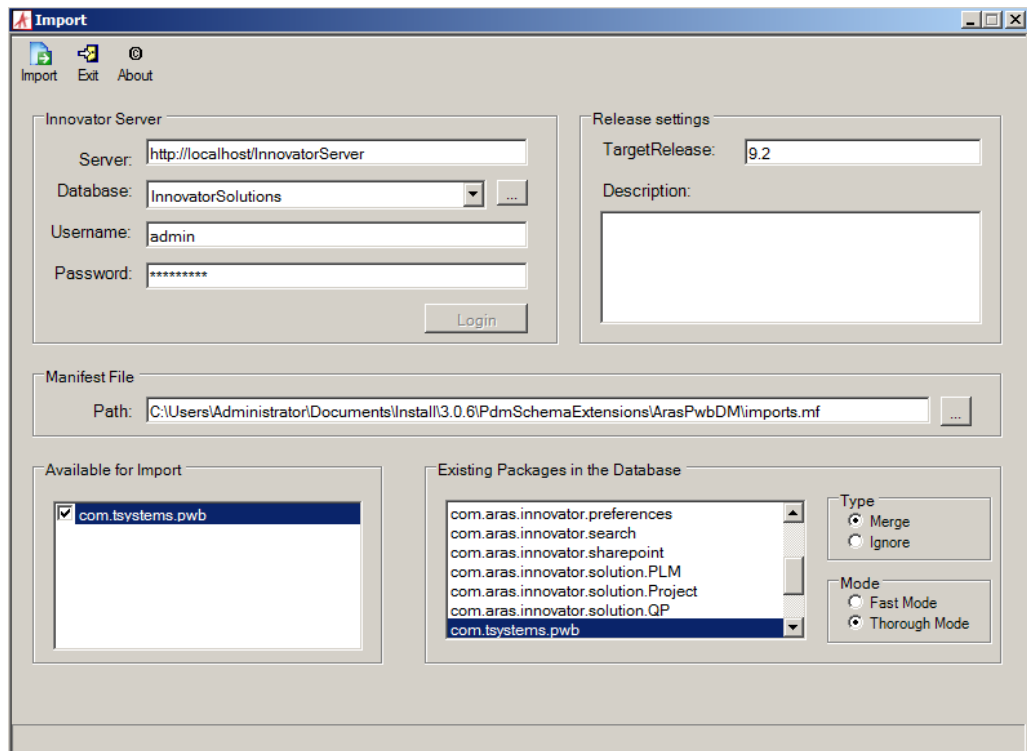 Import
Import Exit About
Innovator Server
Server: http://localhost/InnovatorServer
Database: InnovatorSolutions ...
Username: admin
Password: *********
Login
Release settings
TargetRelease: 9.2
Description:
Manifest File
Path: C:\Users\Administrator\Documents\Install\3.0.6\PdmSchemaExtensions\ArasPwbDM\imports.mf ...
Available for Import
com.tsystems.pwb
Existing Packages in the Database
com.aras.innovator.preferences
com.aras.innovator.search
com.aras.innovator.sharepoint
com.aras.innovator.solution.PLM
com.aras.innovator.solution.Project
com.aras.innovator.solution.QP
com.tsystems.pwb
Type
Merge
Ignore
Mode
Fast Mode
Thorough Mode